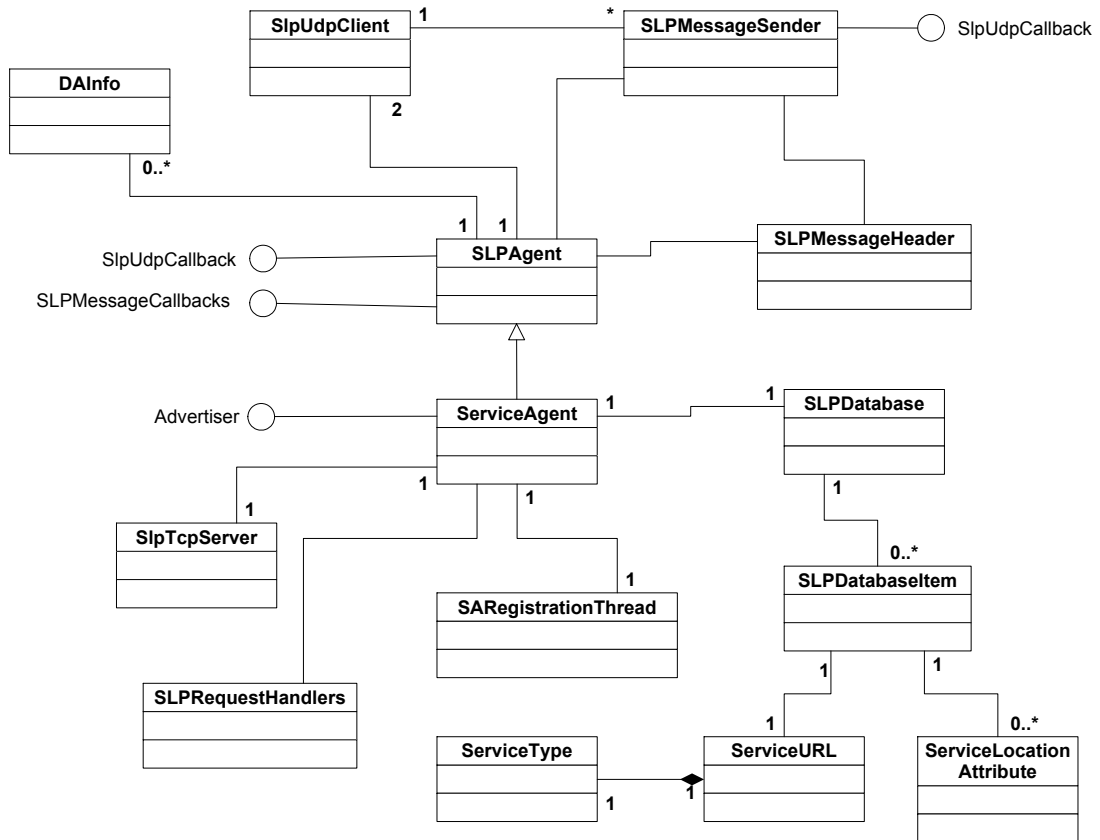 SlpUdpClient
1
*
SLPMessageSender
SlpUdpCallback
DAInfo
2
0..*
1
1
SLPAgent
SLPMessageHeader
SlpUdpCallback
SLPMessageCallbacks
Advertiser
ServiceAgent
1
1
SLPDatabase
1
1
1
1
SlpTcpServer
0..*
SLPDatabaseItem
1
SARegistrationThread
1
1
SLPRequestHandlers
1
0..*
ServiceType
ServiceURL
ServiceLocation
Attribute
1
1